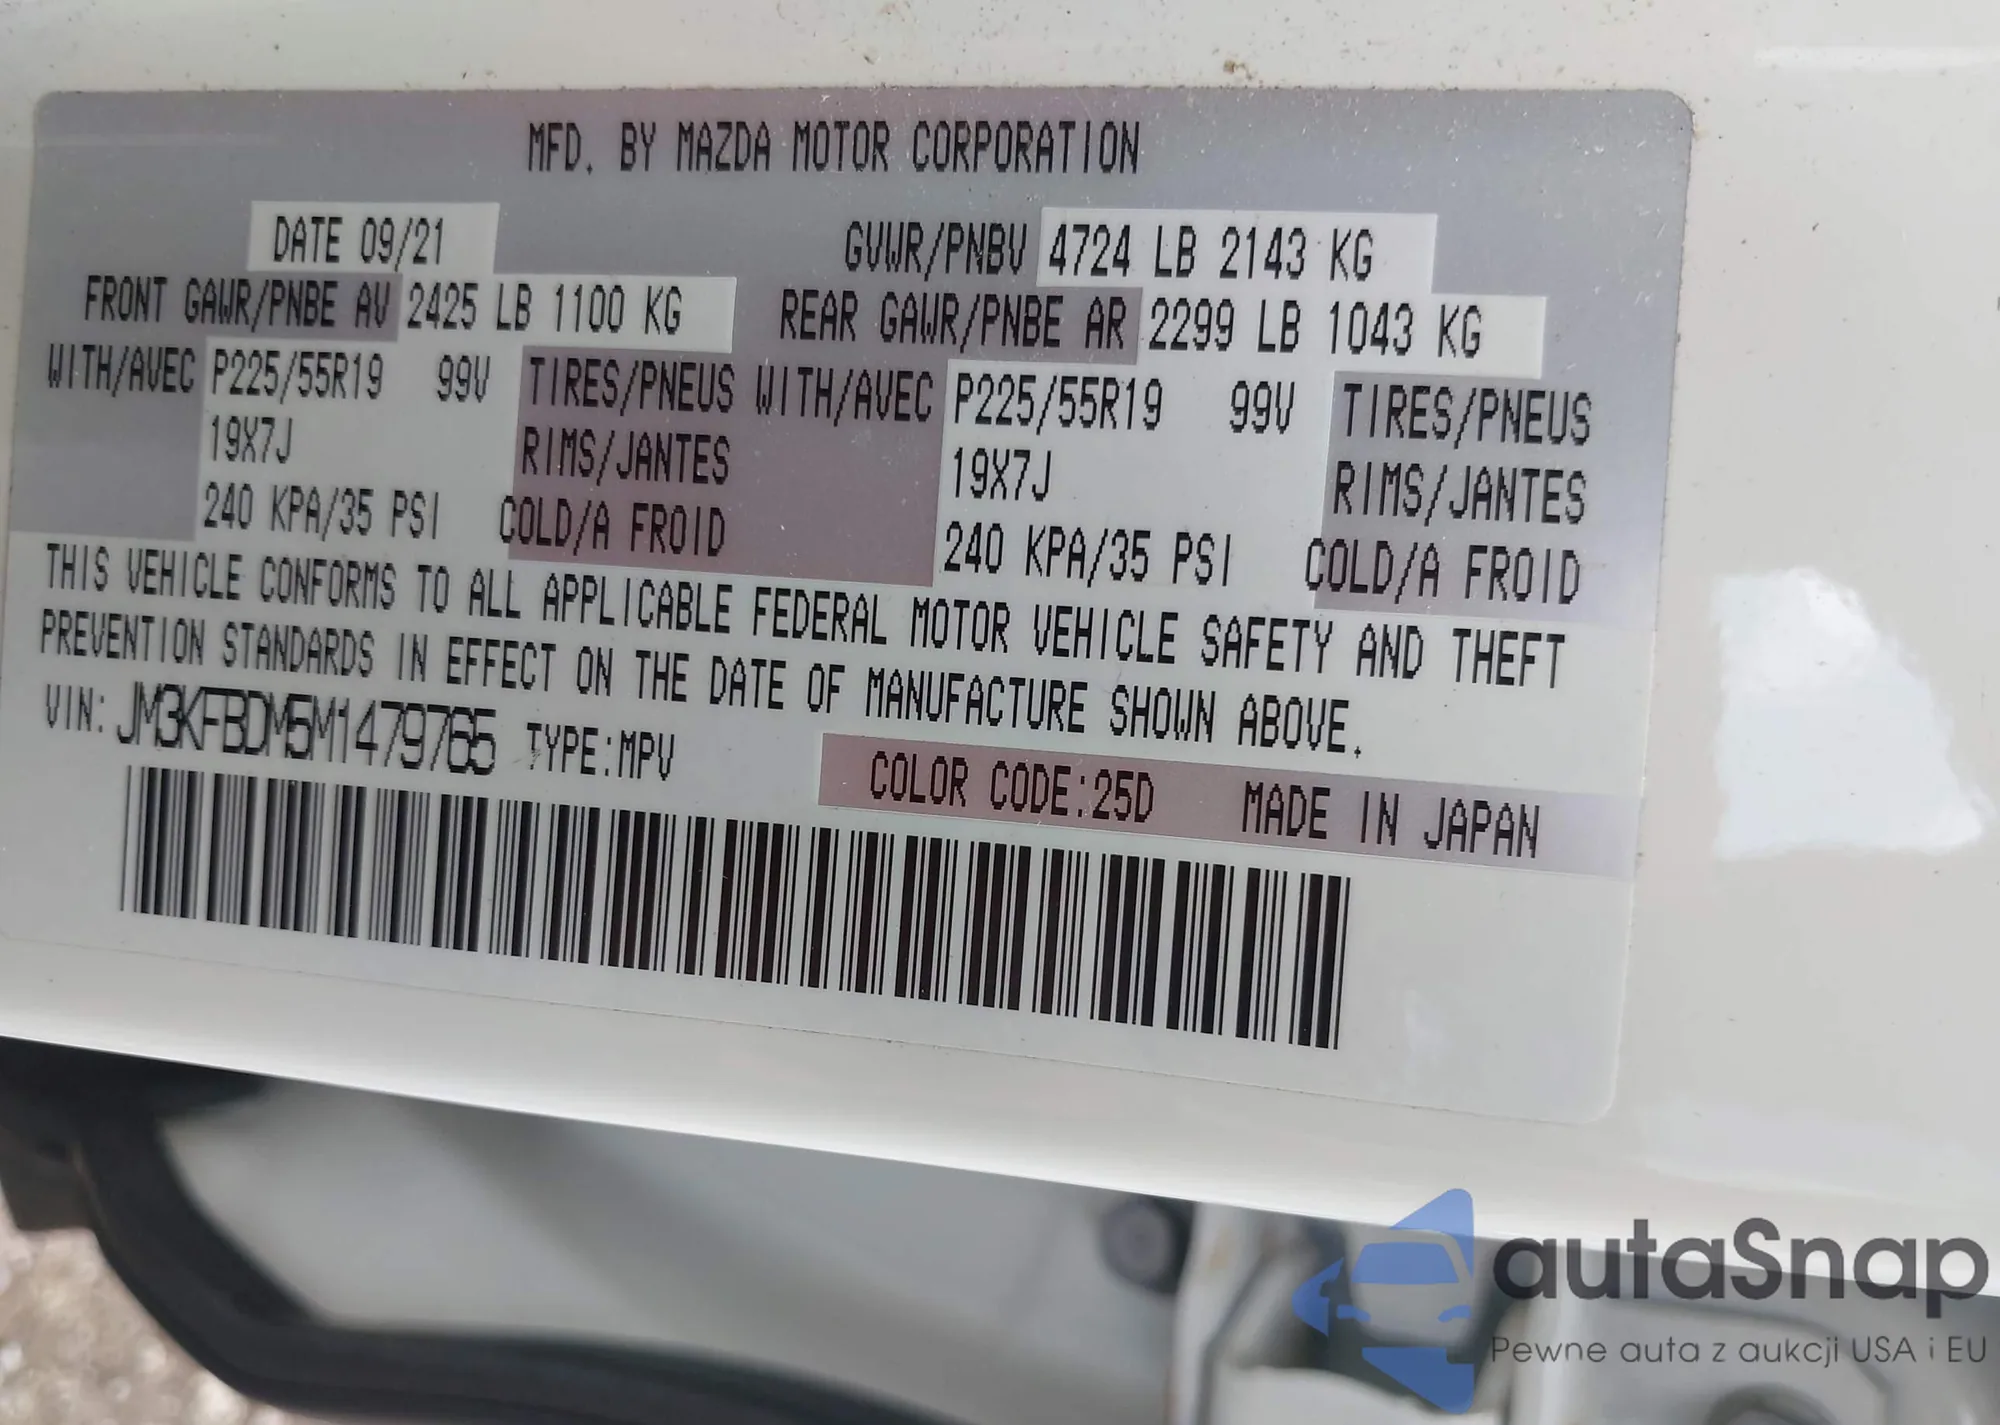 MFD. BY MAZDA MOTOR CORPORATION
DATE 09/21 GVWR/PNBV 4724 LB 2143 KG
FRONT GAWR/PNBE AV 2425 LB 1100 KG REAR GAWR/PNBE AR 2299 LB 1043 KG
WITH/AVEC P225/55R19 99V TIRES/PNEUS WITH/AVEC P225/55R19 99V TIRES/PNEUS
19X7J RIMS/JANTES 19X7J RIMS/JANTES
240 KPA/35 PSI COLD/A FROID 240 KPA/35 PSI COLD/A FROID
THIS VEHICLE CONFORMS TO ALL APPLICABLE FEDERAL MOTOR VEHICLE SAFETY AND THEFT
PREVENTION STANDARDS IN EFFECT ON THE DATE OF MANUFACTURE SHOWN ABOVE.
VIN: JM3KFBDM5M1479765 TYPE:MPV
COLOR CODE:25D MADE IN JAPAN
autaSnap
Pewne auta z aukcji USA i EU